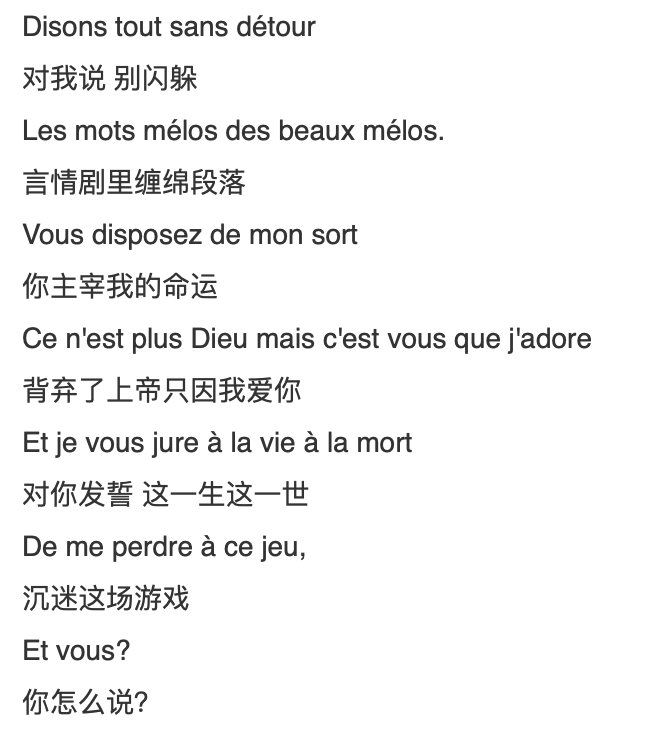 Disons tout sans détour
对我说 别闪躲
Les mots mélos des beaux mélos.
言情剧里缠绵段落
Vous disposez de mon sort
你主宰我的命运
Ce n'est plus Dieu mais c'est vous que j'adore
背弃了上帝只因我爱你
Et je vous jure à la vie à la mort
对你发誓 这一生这一世
De me perdre à ce jeu,
沉迷这场游戏
Et vous?
你怎么说?